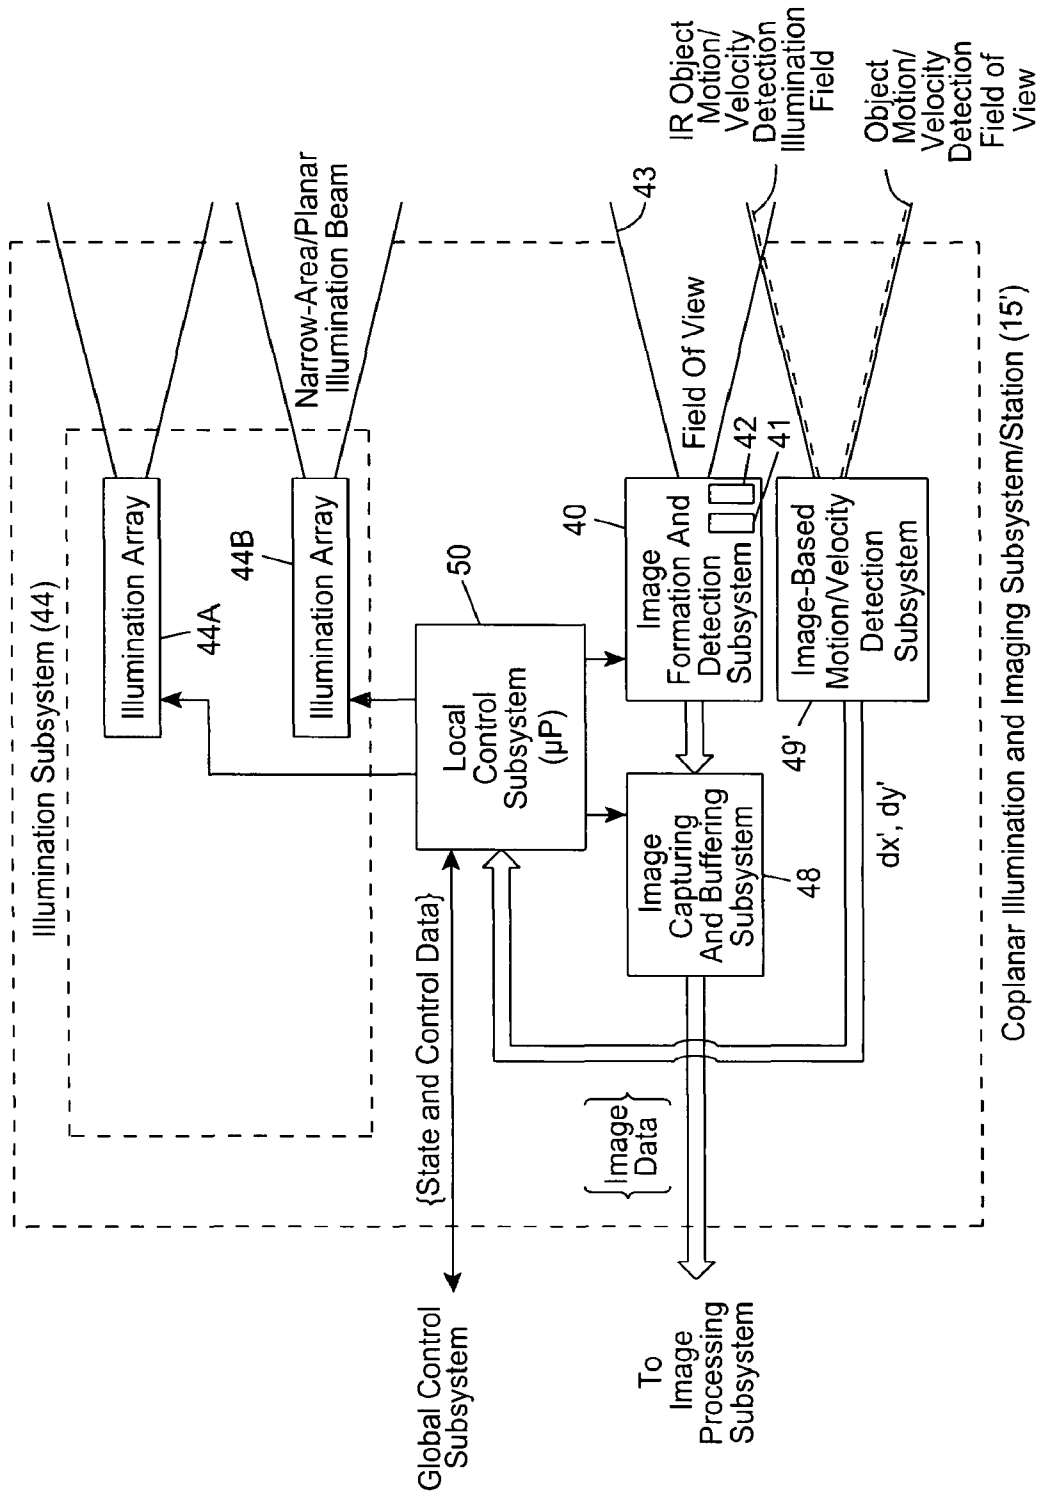 Illumination Subsystem (44)
Illumination Array
44A
44B
Illumination Array
Narrow-Area/Planar
Illumination Beam
Global Control
Subsystem
{State and Control Data}
50
Local
Control
Subsystem
(µP)
40
Image
Formation And
Detection
Subsystem
42
41
Field Of View
43
IR Object
Motion/
Velocity
Detection
Illumination
Field
Object
Motion/
Velocity
Detection
Field of
View
To
Image
Processing
Subsystem
{Image
Data}
Image
Capturing
And Buffering
Subsystem
48
49'
Image-Based
Motion/Velocity
Detection
Subsystem
dx', dy'
Coplanar Illumination and Imaging Subsystem/Station (15')